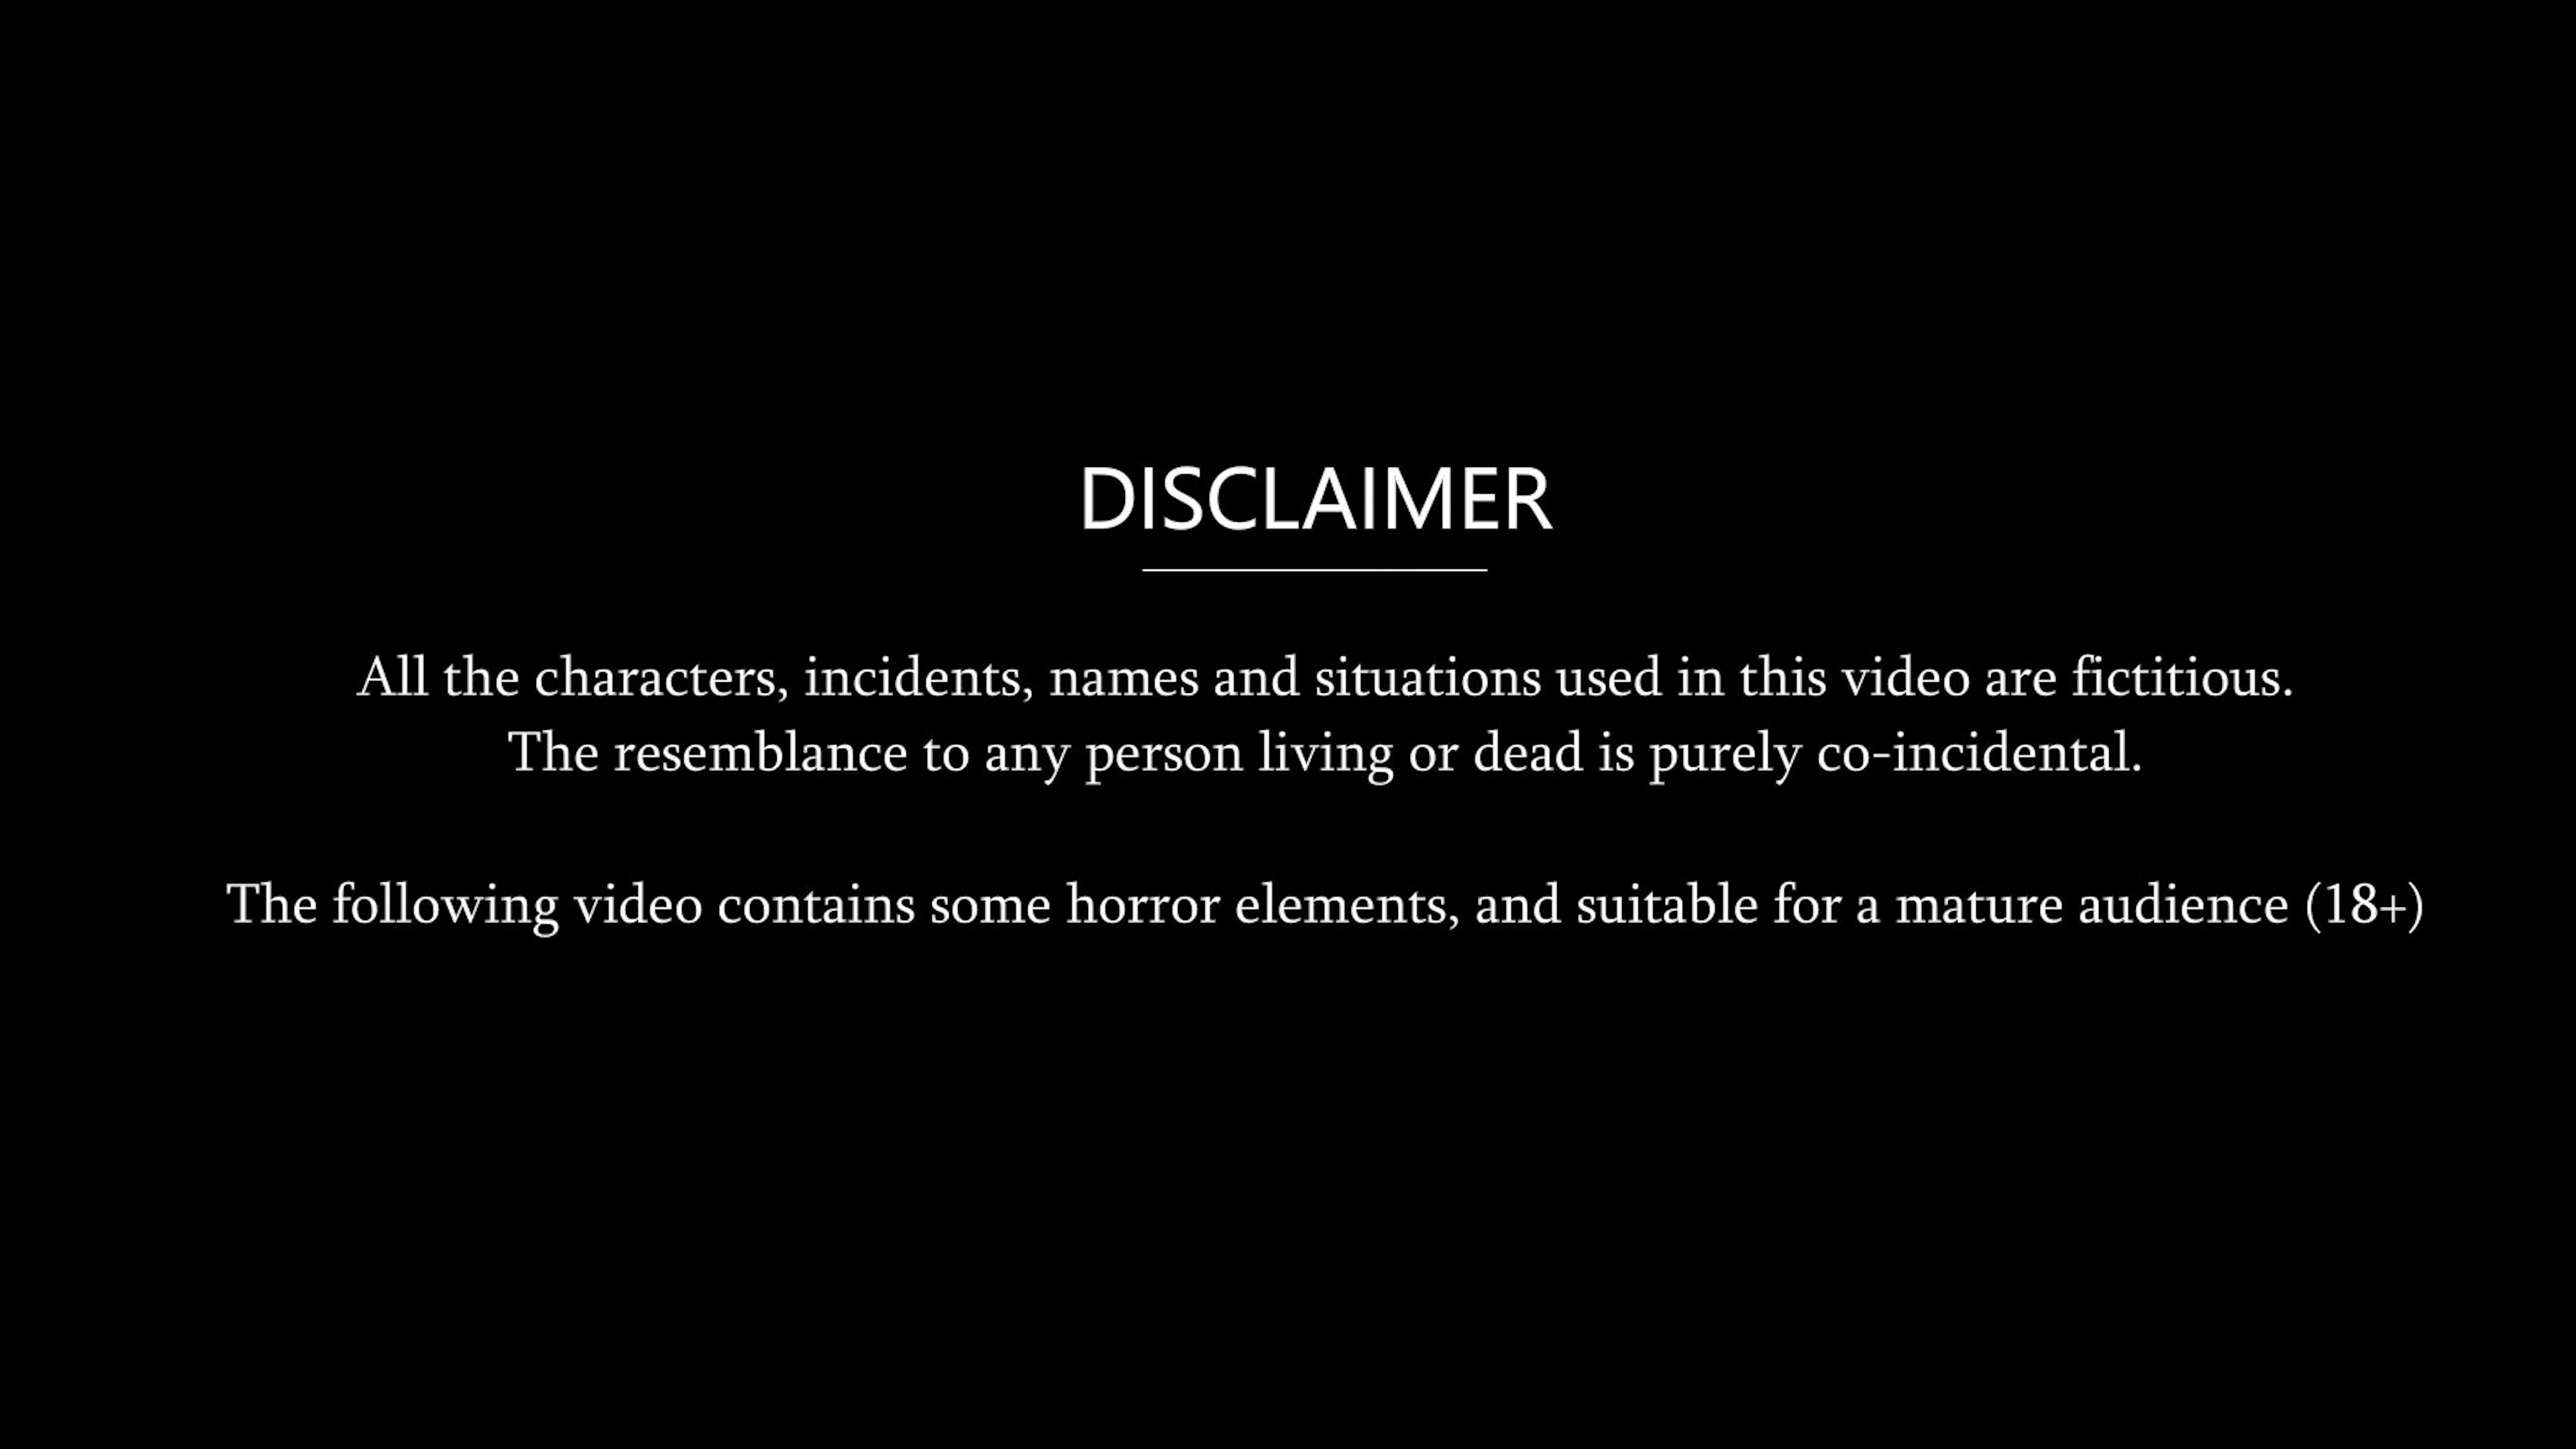 DISCLAIMER
All the characters, incidents, names and situations used in this video are fictitious.
The resemblance to any person living or dead is purely co-incidental.
The following video contains some horror elements, and suitable for a mature audience (18+)